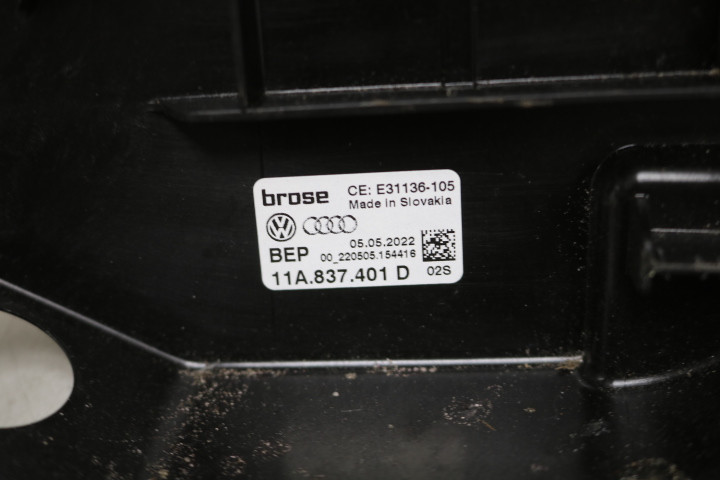 brose CE: E31136-105
Made in Slovakia
05.05.2022
BEP 00_220505.154416
11A.837.401 D 02S